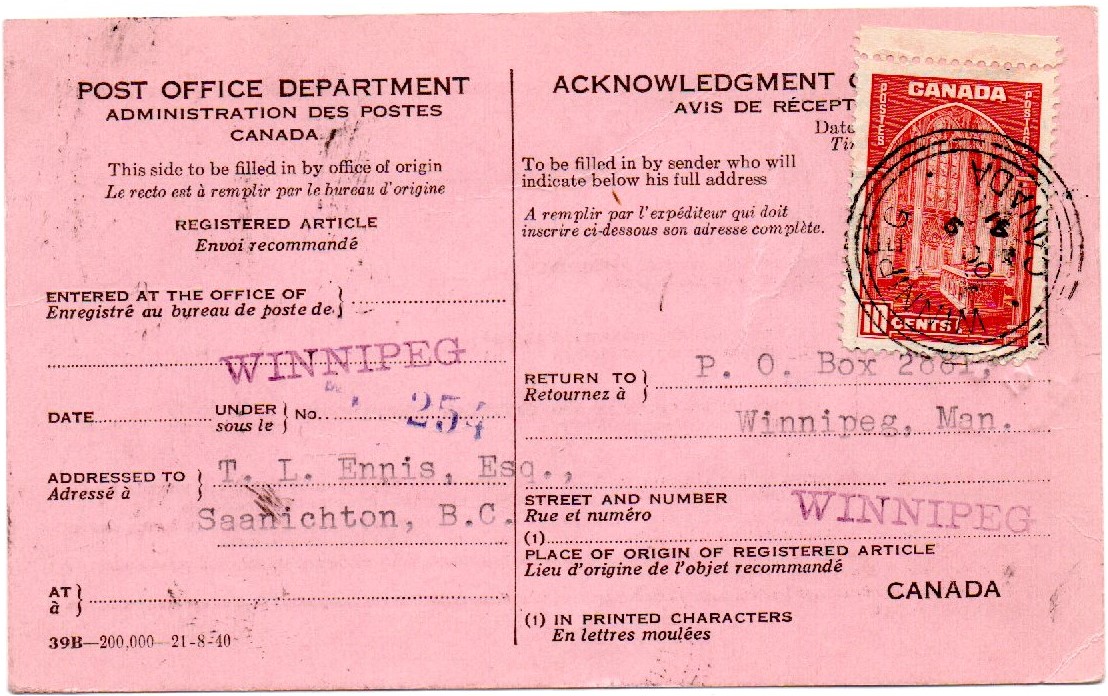 POST OFFICE DEPARTMENT
ADMINISTRATION DES POSTES
CANADA
This side to be filled in by office of origin
Le recto est à remplir par le bureau d'origine
REGISTERED ARTICLE
Envoi recommandé
ENTERED AT THE OFFICE OF
Enregistré au bureau de poste de
WINNIPEG
DATE UNDER No. 254
sous le
ADDRESSED TO T. L. Ennis, Esq.,
Adressé à
Saanichton, B.C.
AT
à
39B—200,000—21-8-40
ACKNOWLEDGMENT
AVIS DE RÉCEPT
Date
To be filled in by sender who will
indicate below his full address
A remplir par l'expéditeur qui doit
inscrire ci-dessous son adresse complète.
CANADA
POSTES
POSTAGE
10 CENTS
WINNIPEG
CANADA
RETURN TO P. O. Box 2881,
Retournez à
Winnipeg, Man.
STREET AND NUMBER
Rue et numéro
WINNIPEG
(1)
PLACE OF ORIGIN OF REGISTERED ARTICLE
Lieu d'origine de l'objet recommandé
CANADA
(1) IN PRINTED CHARACTERS
En lettres moulées